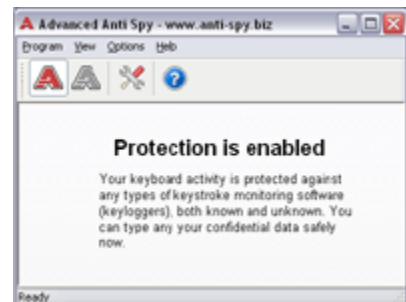 Advanced Anti Spy - www.anti-spy.biz
Program View Options Help
Protection is enabled
Your keyboard activity is protected against
any types of keystroke monitoring software
(keyloggers), both known and unknown. You
can type any your confidential data safely
now.
Ready